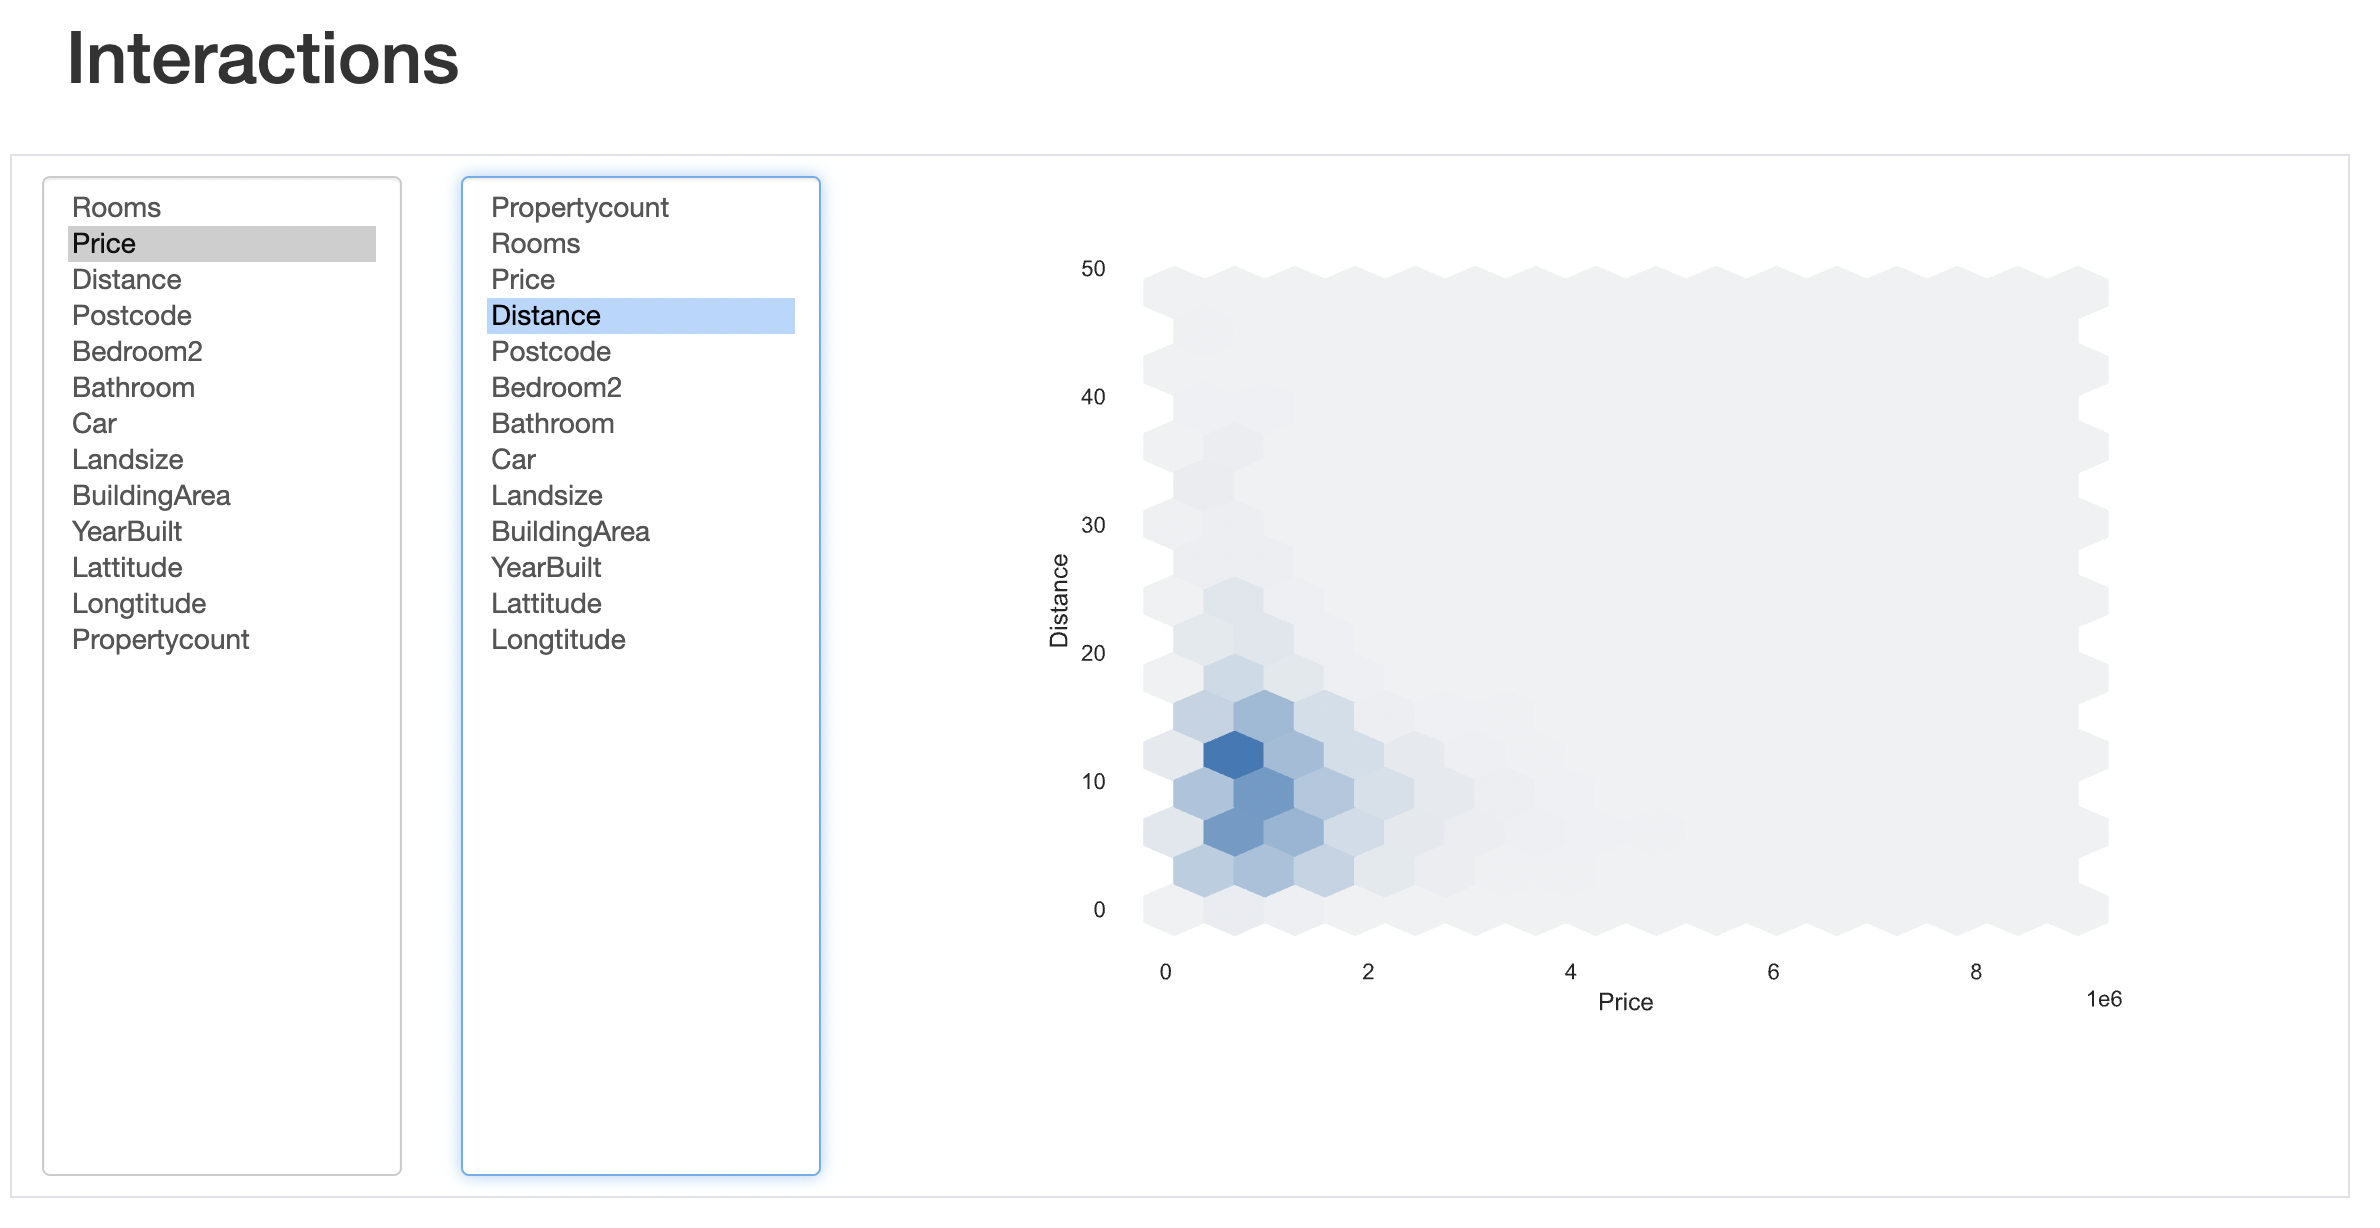 Interactions
Rooms
Price
Distance
Postcode
Bedroom2
Bathroom
Car
Landsize
BuildingArea
YearBuilt
Lattitude
Longtitude
Propertycount
Propertycount
Rooms
Price
Distance
Postcode
Bedroom2
Bathroom
Car
Landsize
BuildingArea
YearBuilt
Lattitude
Longtitude
50
40
30
20
10
0
Distance
0 2 4 6 8
Price
1e6